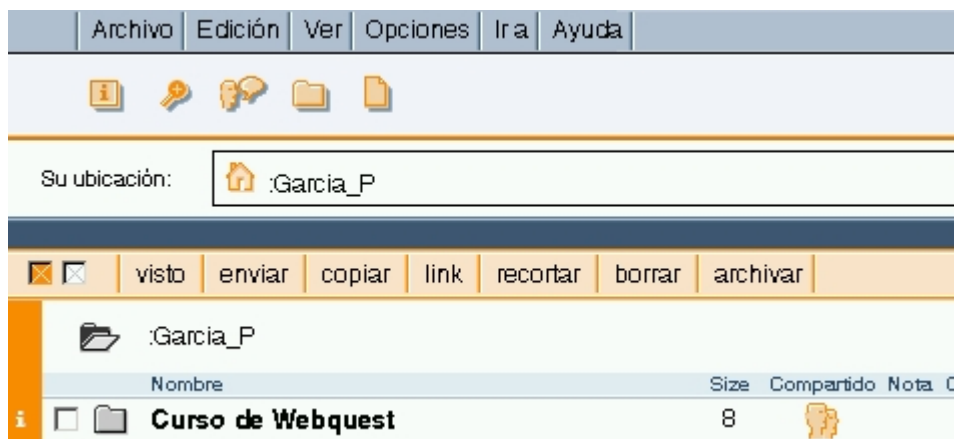 Archivo Edición Ver Opciones Ir a Ayuda
Su ubicación: :Garcia_P
visto enviar copiar link recortar borrar archivar
:Garcia_P
Nombre Size Compartido Nota
i Curso de Webquest 8